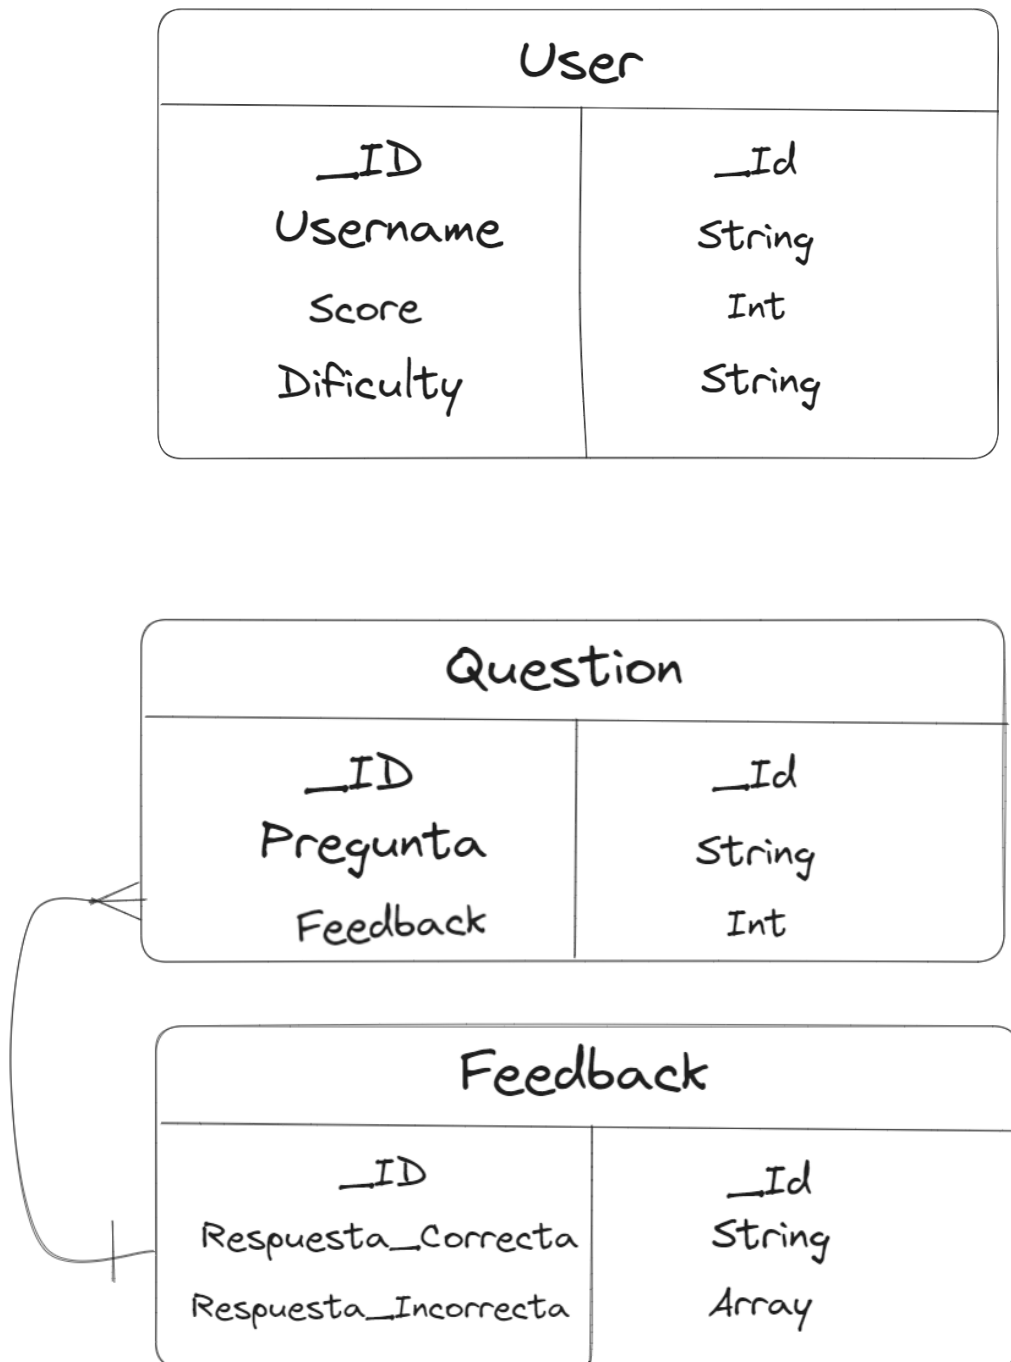 User
_ID _Id
Username String
Score Int
Dificulty String
Question
_ID _Id
Pregunta String
Feedback Int
Feedback
_ID _Id
Respuesta_Correcta String
Respuesta_Incorrecta Array